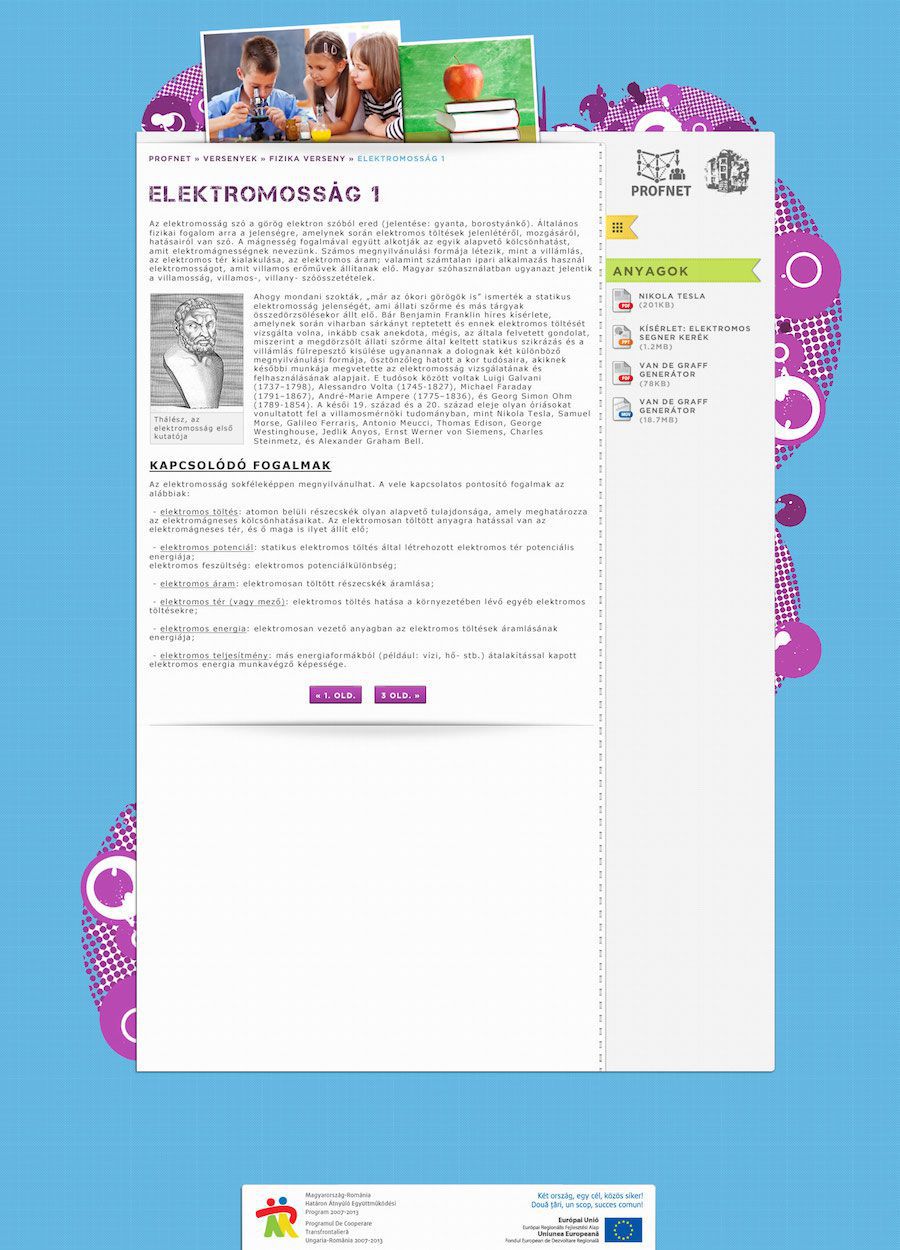 PROFNET » VERSENYEK » FIZIKA VERSENY » ELEKTROMOSSÁG 1
ELEKTROMOSSÁG 1
Az elektromosság szó a görög elektron szóból ered (jelentése: gyanta, borostyánkő). Általános
fizikai fogalom arra a jelenségre, amelynek során elektromos töltések jelenlétéről, mozgásáról,
hatásairól van szó. A mágnesség fogalmával együtt alkotják az egyik alapvető kölcsönhatást,
amit elektromágnességnek nevezünk. Számos megnyilvánulási formája létezik, mint a villámlás,
az elektromos tér kialakulása, az elektromos áram; valamint számtalan ipari alkalmazás használ
elektromosságot, amit villamos erőművek állítanak elő. Magyar szóhasználatban ugyanazt jelentik
a villamosság, villamos-, villany- szóösszetételek.
Ahogy mondani szokták, „már az ókori görögök is" ismerték a statikus
elektromosság jelenségét, ami állati szőrme és más tárgyak
összedörzsölésekor állt elő. Bár Benjamin Franklin híres kísérlete,
amelynek során viharban sárkányt reptetett és ennek elektromos töltését
vizsgálta volna, inkább csak anekdota, mégis, az általa felvetett gondolat,
miszerint a megdörzsölt állati szőrme által keltett statikus szikrázás és a
villámlás fülrepesztő kisülése ugyanannak a dolognak két különböző
megnyilvánulási formája, ösztönzőleg hatott a kor tudósaira, akiknek
későbbi munkája megvetette az elektromosság vizsgálatának és
felhasználásának alapjait. E tudósok között voltak Luigi Galvani
(1737–1798), Alessandro Volta (1745-1827), Michael Faraday
(1791–1867), André-Marie Ampere (1775–1836), és Georg Simon Ohm
(1789-1854). A késői 19. század és a 20. század eleje olyan óriásokat
vonultatott fel a villamosmérnöki tudományban, mint Nikola Tesla, Samuel
Morse, Galileo Ferraris, Antonio Meucci, Thomas Edison, George
Westinghouse, Jedlik Ányos, Ernst Werner von Siemens, Charles
Steinmetz, és Alexander Graham Bell.
Thálész, az
elektromosság első
kutatója
KAPCSOLÓDÓ FOGALMAK
Az elektromosság sokféleképpen megnyilvánulhat. A vele kapcsolatos pontosító fogalmak az
alábbiak:
- elektromos töltés: atomon belüli részecskék olyan alapvető tulajdonsága, amely meghatározza
az elektromágneses kölcsönhatásaikat. Az elektromosan töltött anyagra hatással van az
elektromágneses tér, és ő maga is ilyet állít elő;
- elektromos potenciál: statikus elektromos töltés által létrehozott elektromos tér potenciális
energiája;
elektromos feszültség: elektromos potenciálkülönbség;
- elektromos áram: elektromosan töltött részecskék áramlása;
- elektromos tér (vagy mező): elektromos töltés hatása a környezetében lévő egyéb elektromos
töltésekre;
- elektromos energia: elektromosan vezető anyagban az elektromos töltések áramlásának
energiája;
- elektromos teljesítmény: más energiaformákból (például: vízi, hő- stb.) átalakítással kapott
elektromos energia munkavégző képessége.
« 1. OLD.
3 OLD. »
PROFNET
ANYAGOK
PDF
NIKOLA TESLA
(201KB)
PPT
KÍSÉRLET: ELEKTROMOS
SEGNER KERÉK
(1.2MB)
PDF
VAN DE GRAFF
GENERÁTOR
(78KB)
MOV
VAN DE GRAFF
GENERÁTOR
(18.7MB)
Magyarország-Románia
Határon Átnyúló Együttműködési
Program 2007-2013
Programul De Cooperare
Transfrontalieră
Ungaria-România 2007-2013
Két ország, egy cél, közös siker!
Două țări, un scop, succes comun!
Európai Unió
Európai Regionális Fejlesztési Alap
Uniunea Europeană
Fondul European de Dezvoltare Regională